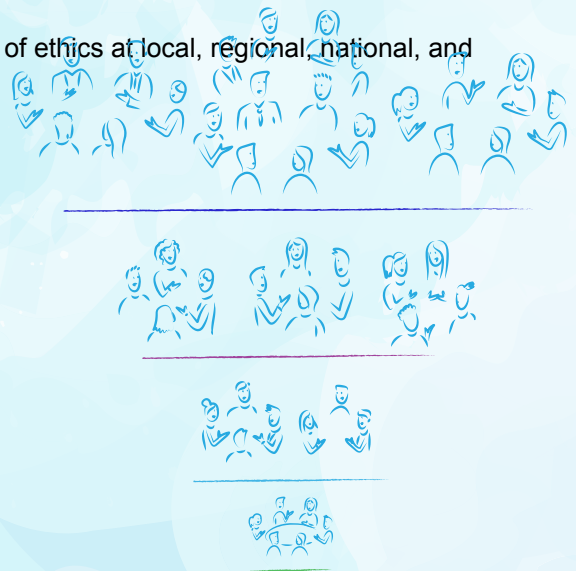 of ethics at local, regional, national, and